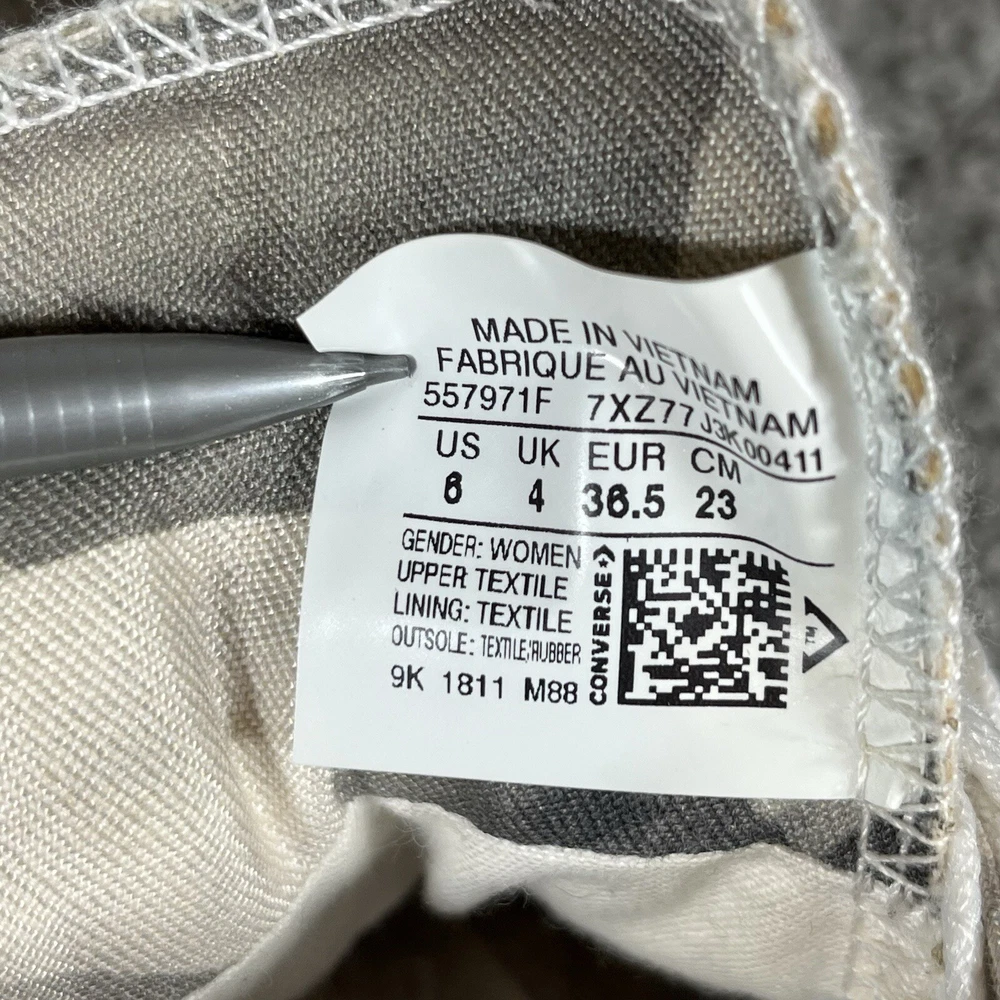 MADE IN VIETNAM
FABRIQUE AU VIETNAM
557971F 7XZ77 J3K00411
US UK EUR CM
6 4 36.5 23
GENDER: WOMEN
UPPER TEXTILE
LINING: TEXTILE
OUTSOLE: TEXTILE/RUBBER
9K 1811 M88
CONVERSE
TM